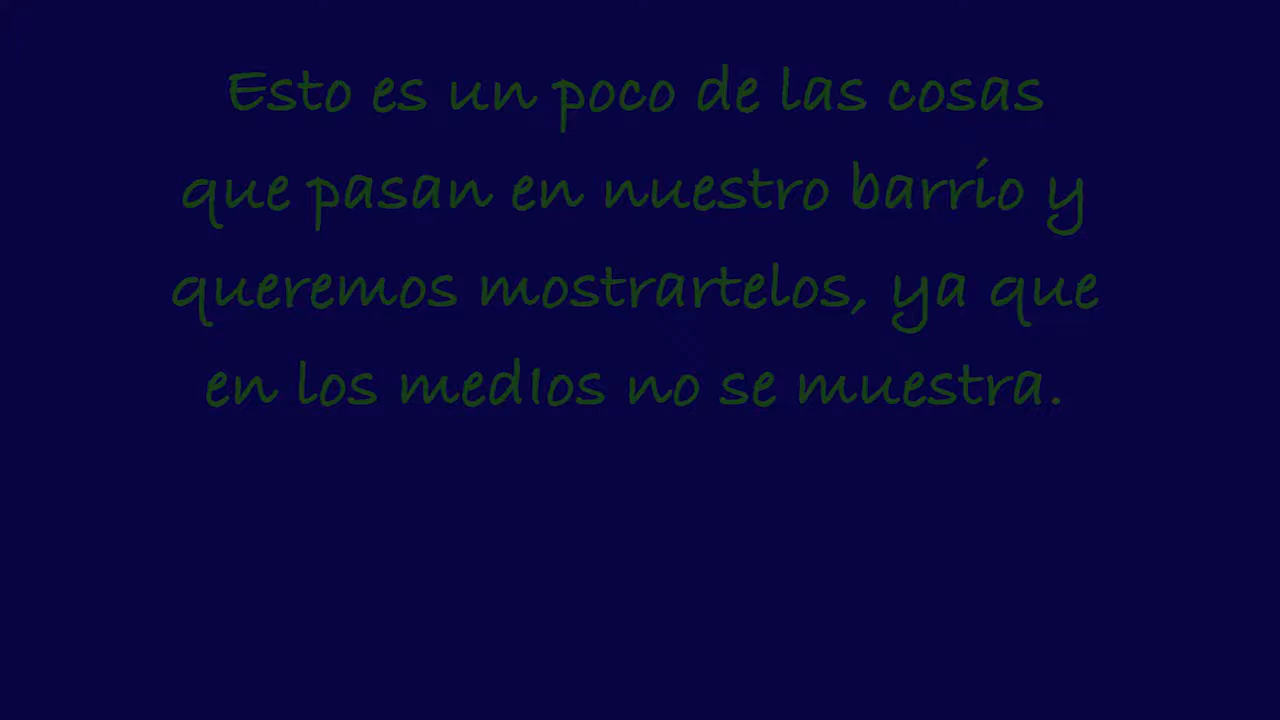 Esto es un poco de las cosas
que pasan en nuestro barrio y
queremos mostrartelos, ya que
en los medIos no se muestra.